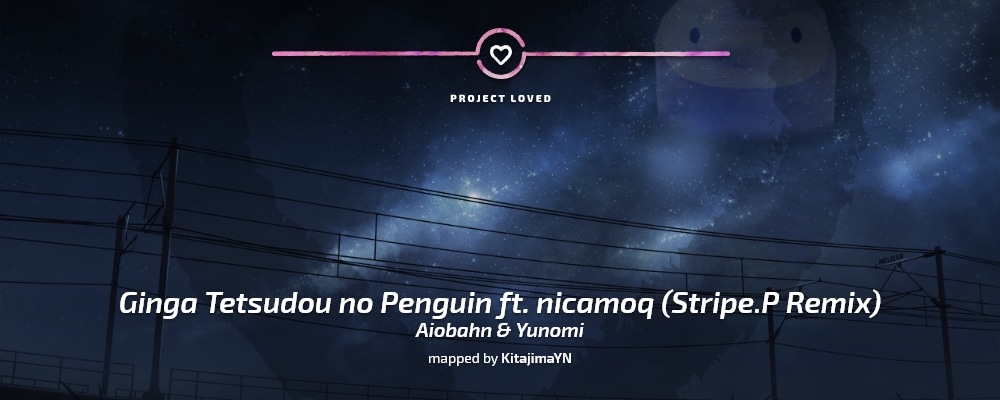 PROJECT LOVED
Ginga Tetsudou no Penguin ft. nicamoq (Stripe.P Remix)
Aiobahn & Yunomi
mapped by KitajimaYN